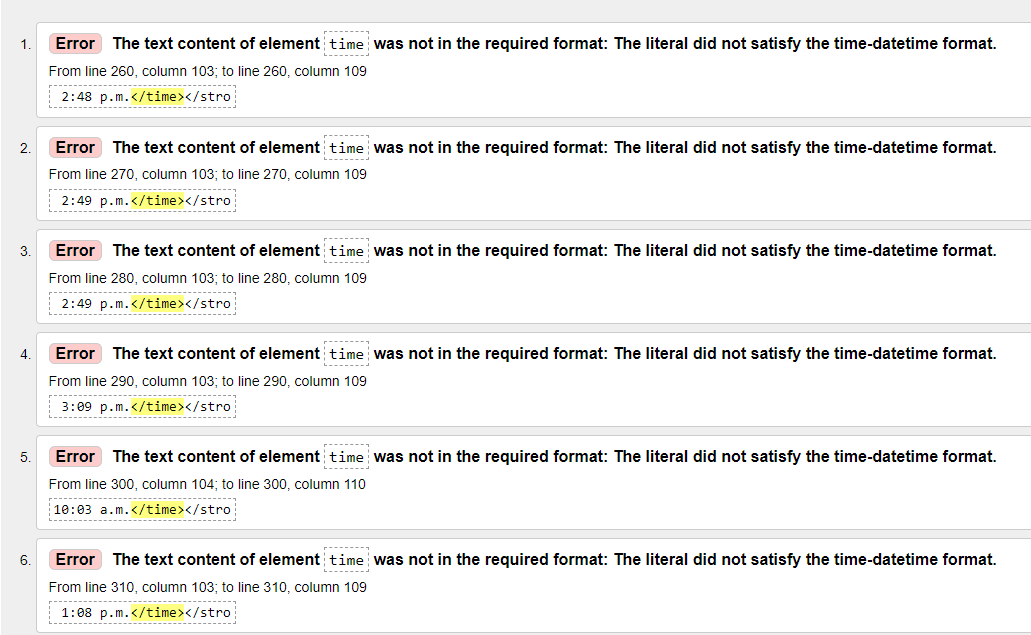 1. Error The text content of element time was not in the required format: The literal did not satisfy the time-datetime format.
From line 260, column 103; to line 260, column 109
2:48 p.m.</time></stro
2. Error The text content of element time was not in the required format: The literal did not satisfy the time-datetime format.
From line 270, column 103; to line 270, column 109
2:49 p.m.</time></stro
3. Error The text content of element time was not in the required format: The literal did not satisfy the time-datetime format.
From line 280, column 103; to line 280, column 109
2:49 p.m.</time></stro
4. Error The text content of element time was not in the required format: The literal did not satisfy the time-datetime format.
From line 290, column 103; to line 290, column 109
3:09 p.m.</time></stro
5. Error The text content of element time was not in the required format: The literal did not satisfy the time-datetime format.
From line 300, column 104; to line 300, column 110
10:03 a.m.</time></stro
6. Error The text content of element time was not in the required format: The literal did not satisfy the time-datetime format.
From line 310, column 103; to line 310, column 109
1:08 p.m.</time></stro